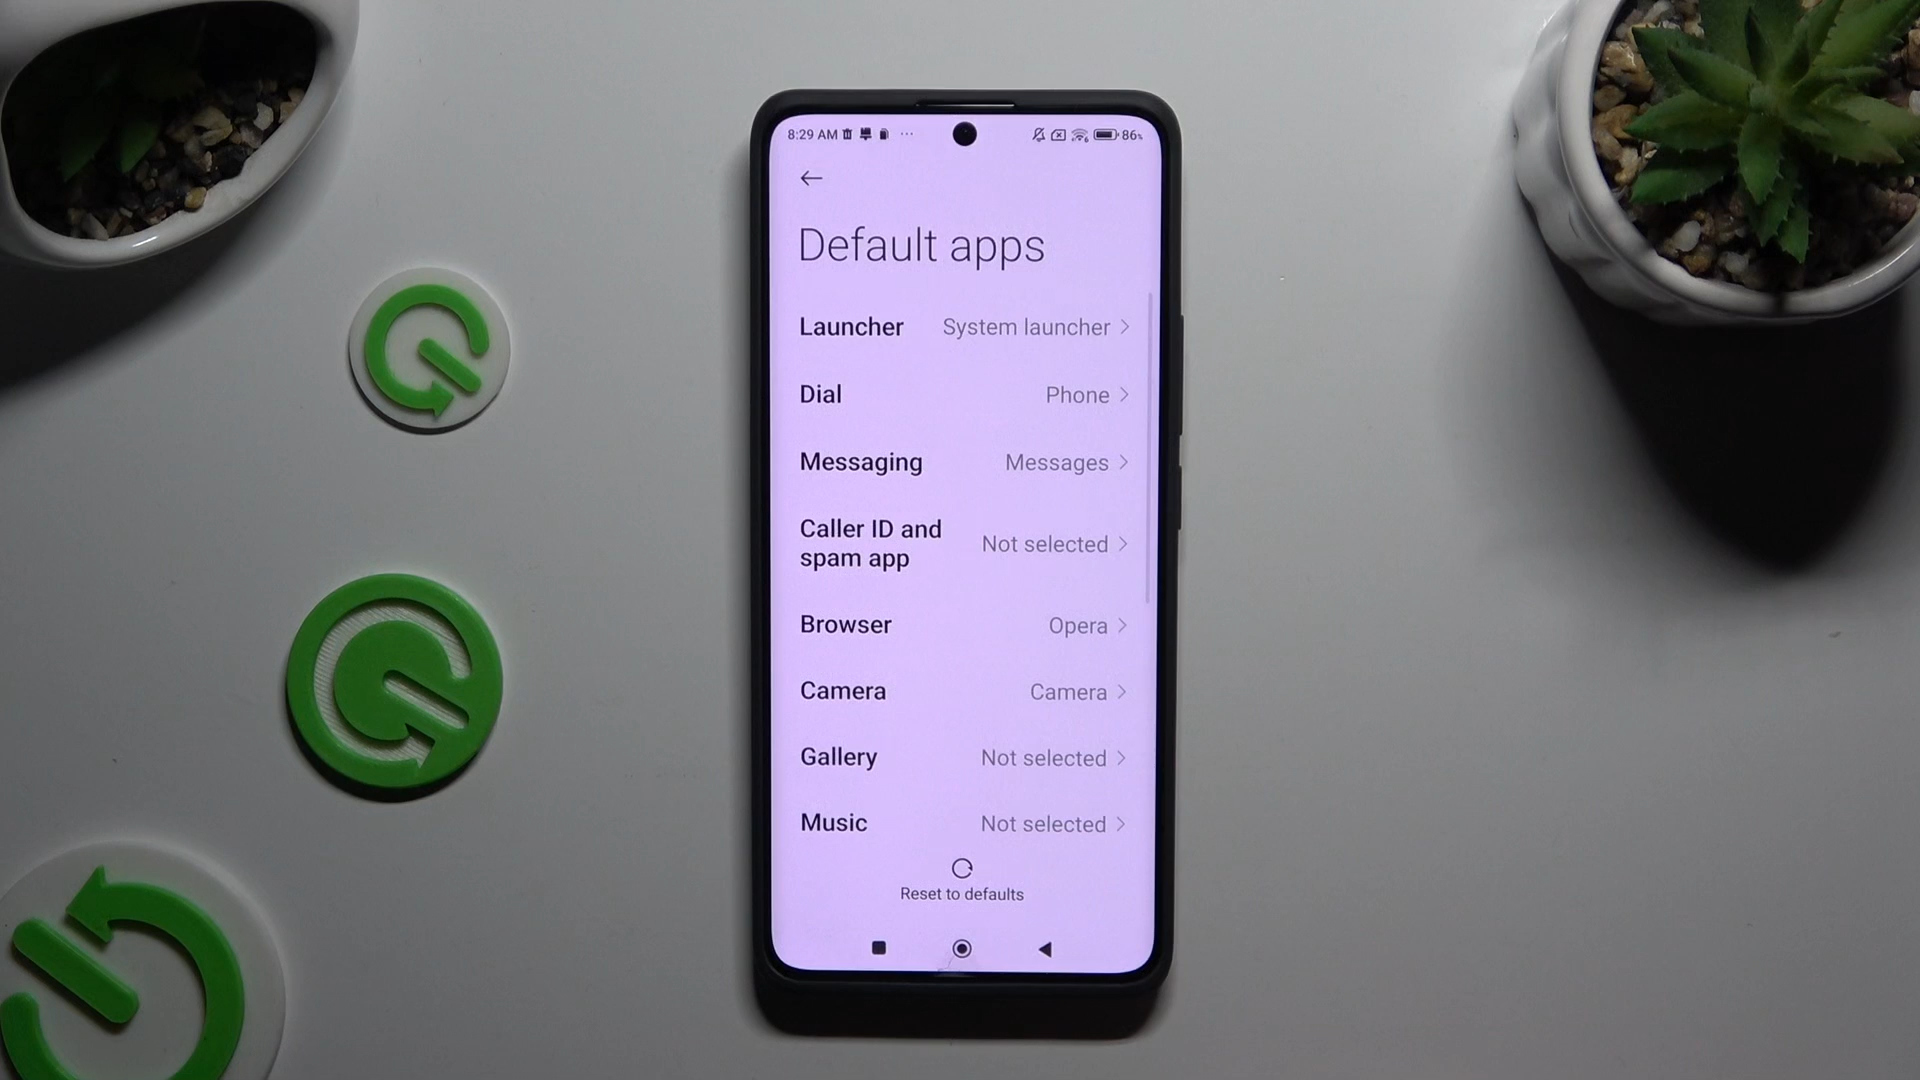 8:29 AM ... 86%
Default apps
Launcher System launcher
Dial Phone
Messaging Messages
Caller ID and
spam app Not selected
Browser Opera
Camera Camera
Gallery Not selected
Music Not selected
Reset to defaults